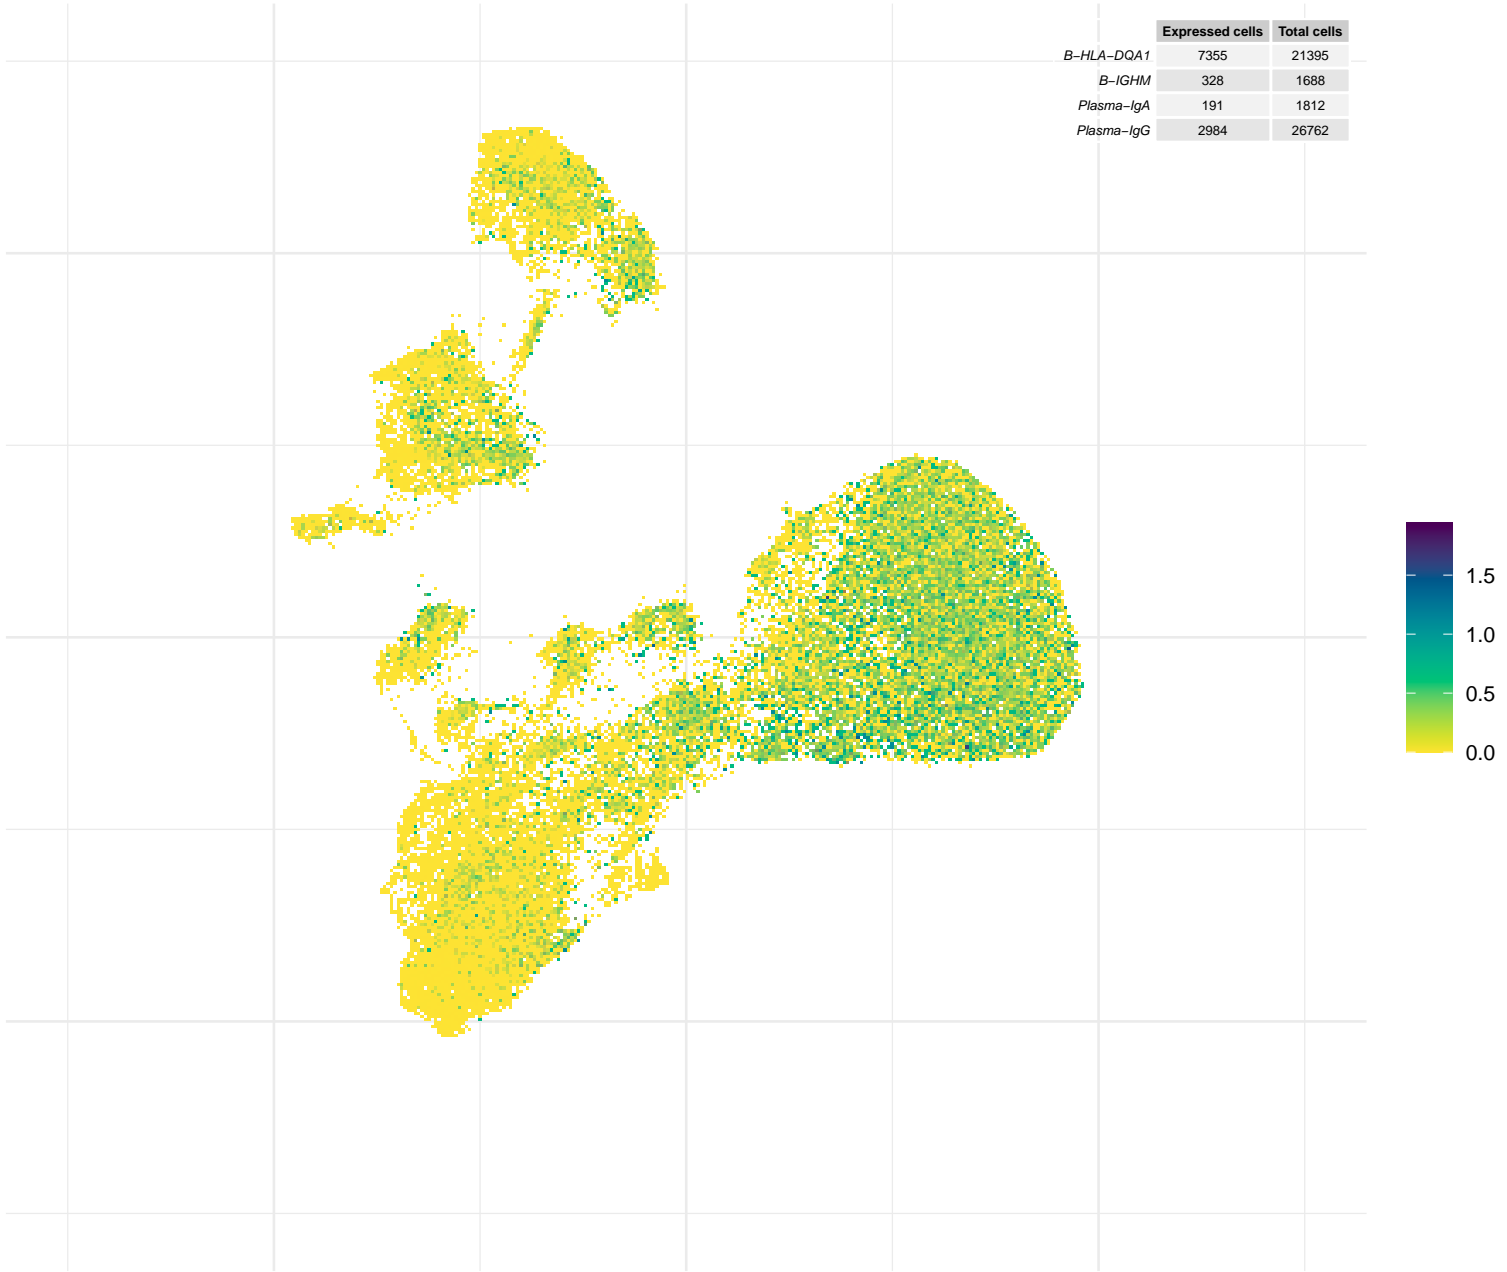 Expressed cells Total cells
B−HLA−DQA1 7355 21395
B−IGHM 328 1688
Plasma−IgA 191 1812
Plasma−IgG 2984 26762
1.5
1.0
0.5
0.0